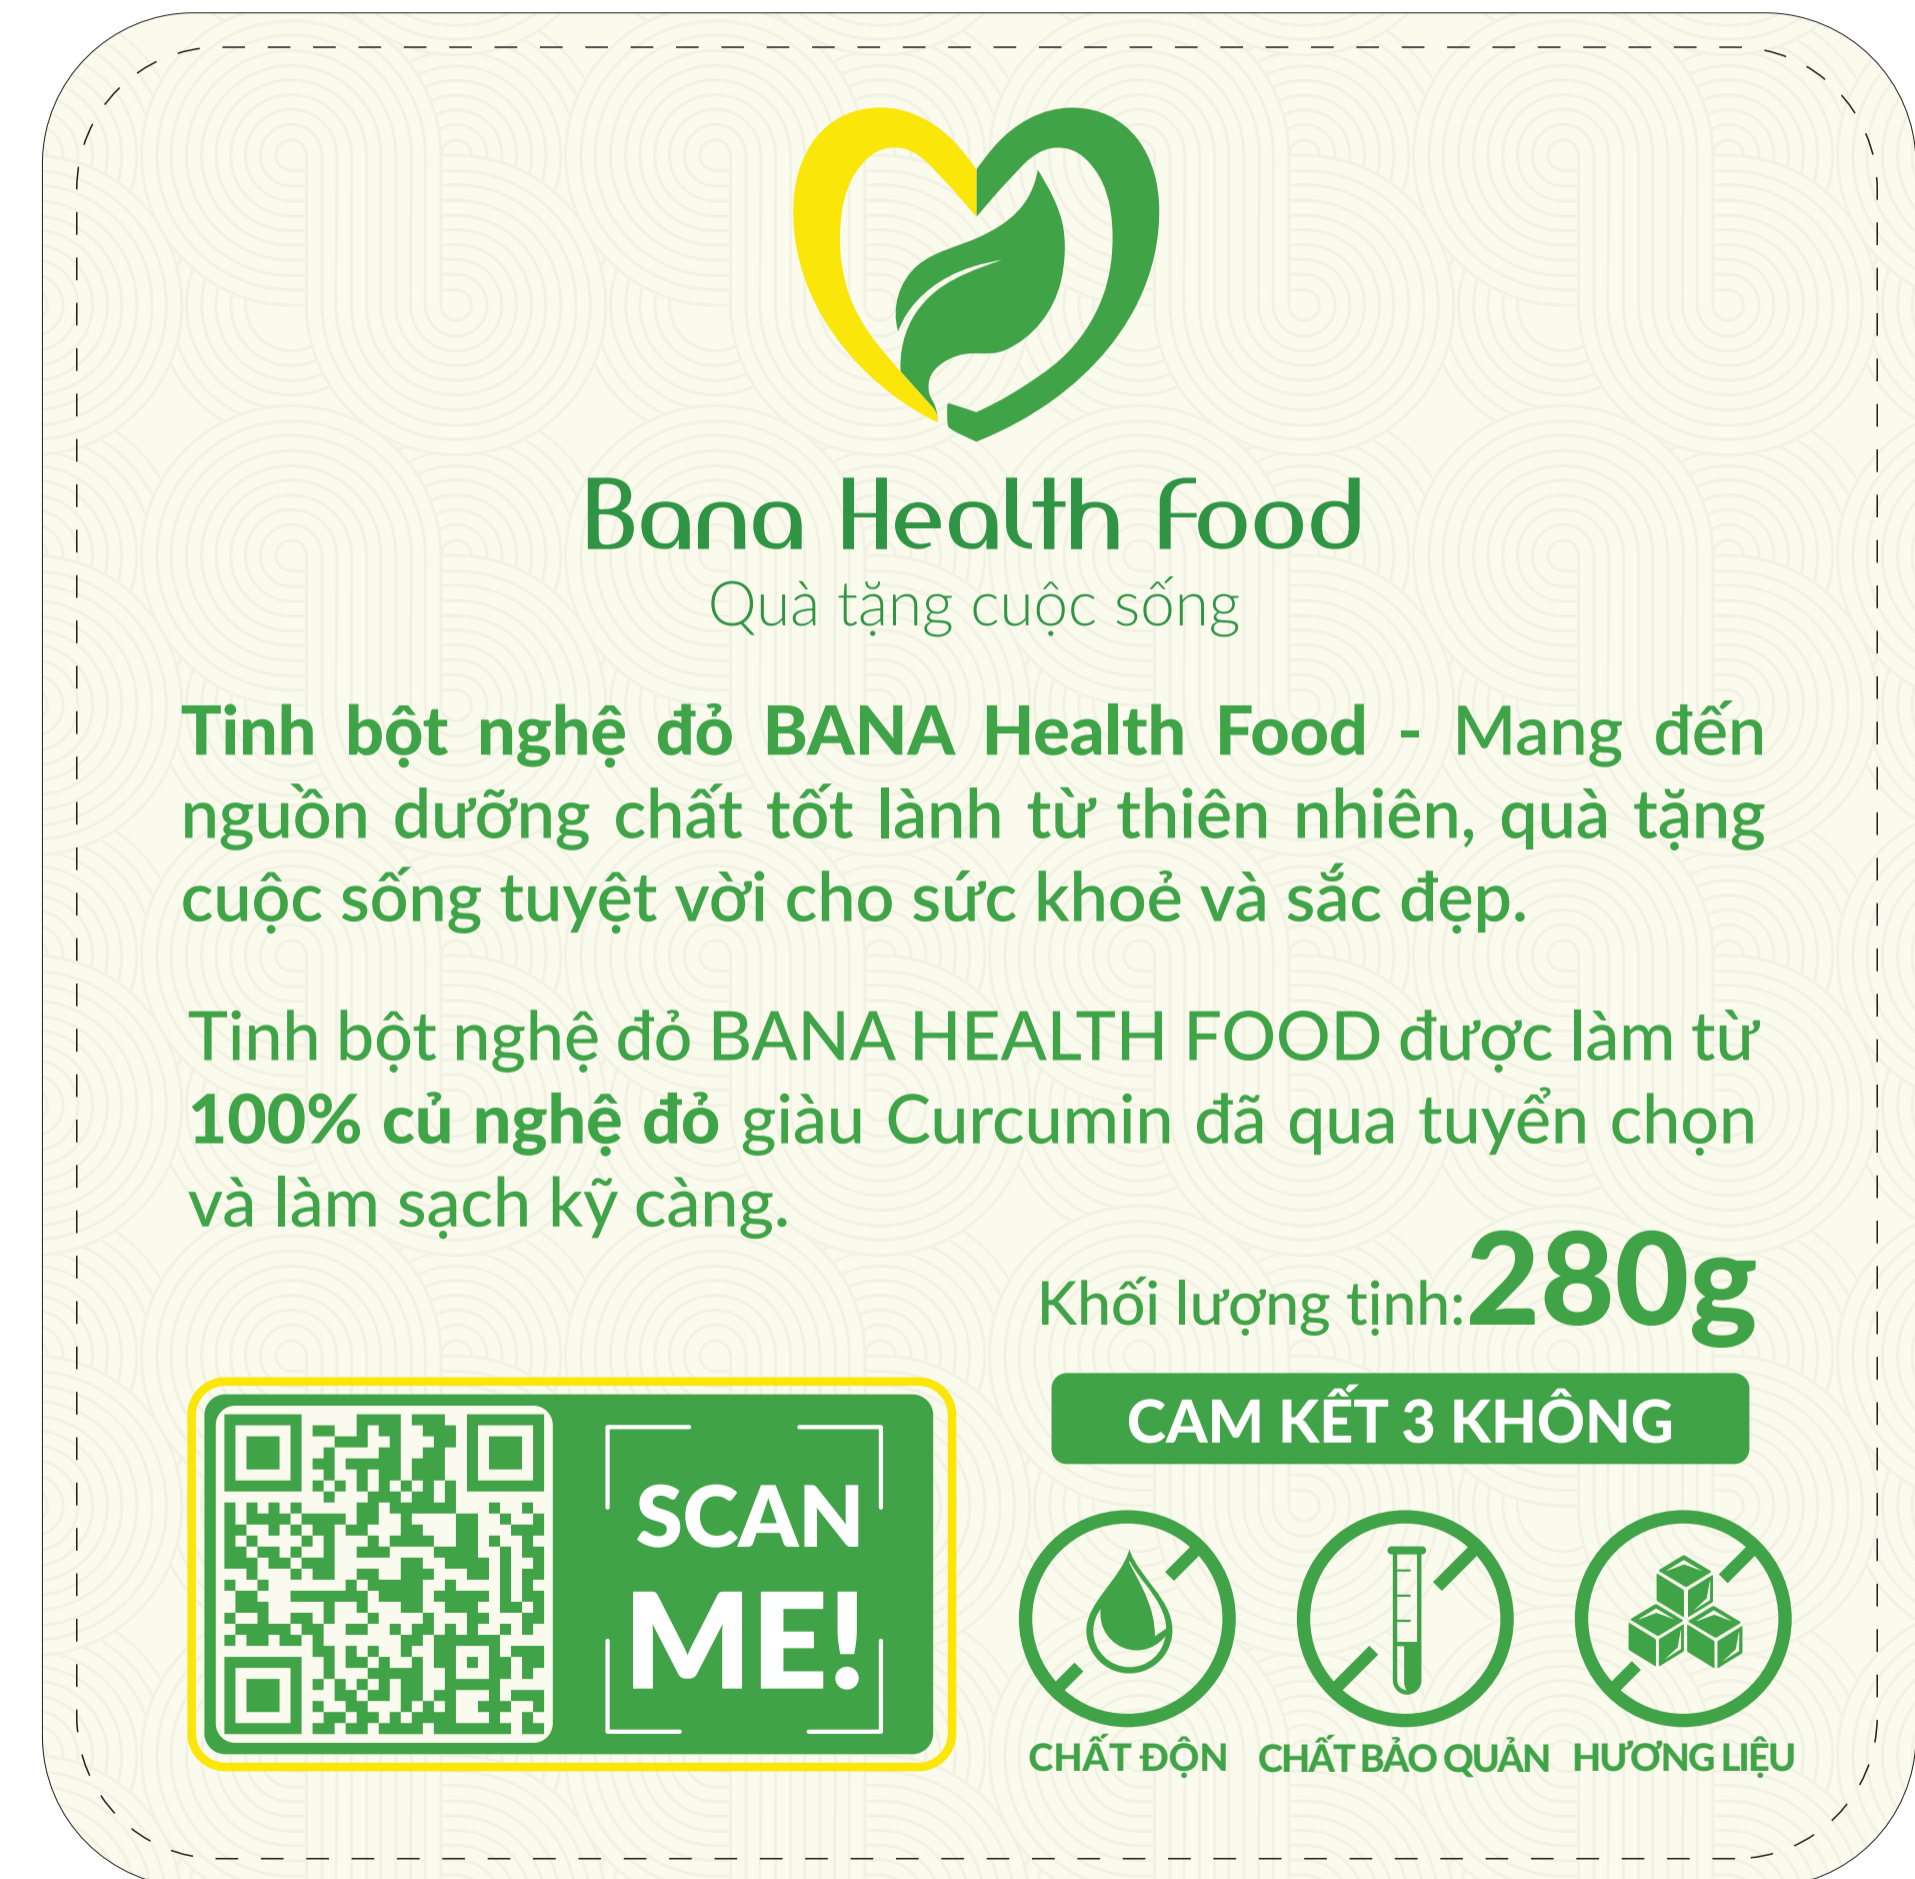 Bana Health Food
Quà tặng cuộc sống
Tinh bột nghệ đỏ BANA Health Food - Mang đến
nguồn dưỡng chất tốt lành từ thiên nhiên, quà tặng
cuộc sống tuyệt vời cho sức khoẻ và sắc đẹp.
Tinh bột nghệ đỏ BANA HEALTH FOOD được làm từ
100% củ nghệ đỏ giàu Curcumin đã qua tuyển chọn
và làm sạch kỹ càng.
Khối lượng tịnh:280g
CAM KẾT 3 KHÔNG
SCAN
ME!
CHẤT ĐỘN CHẤT BẢO QUẢN HƯƠNG LIỆU